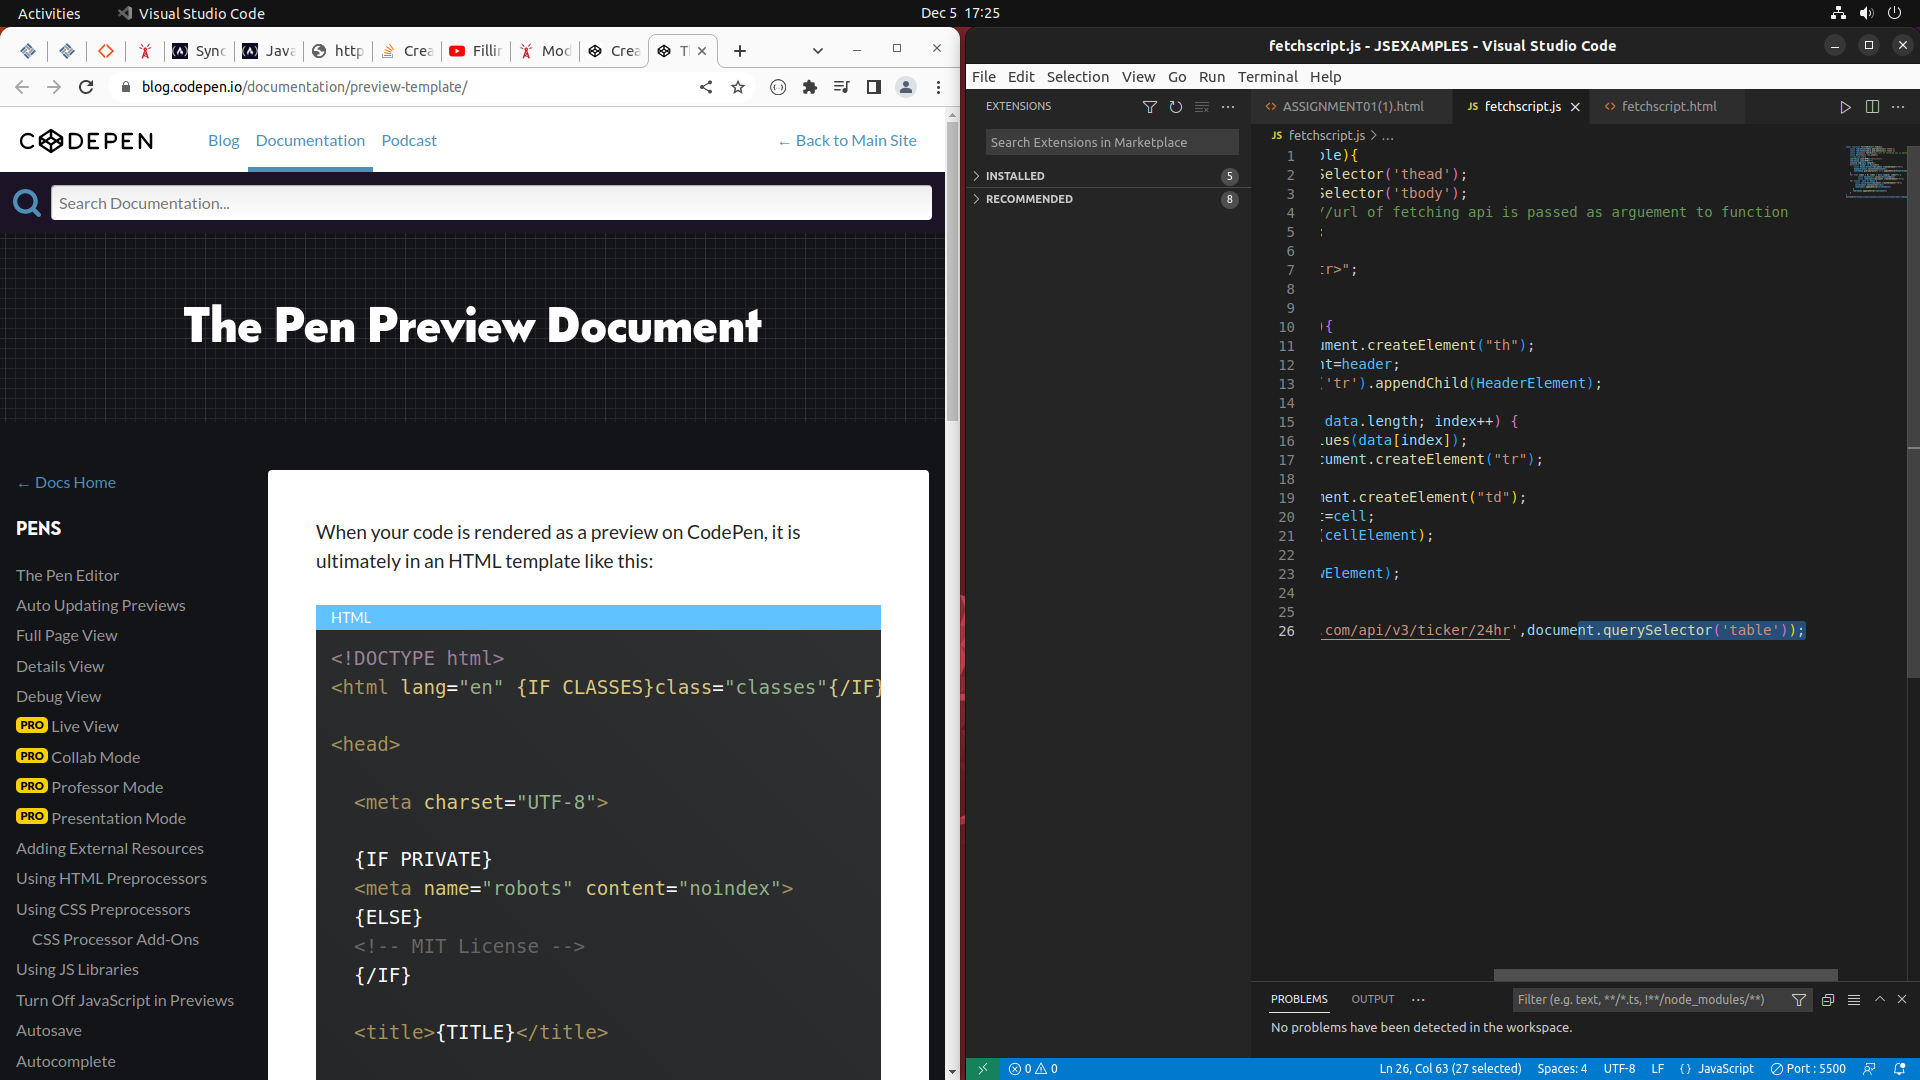 Activities
Visual Studio Code
Dec 5 17:25
Sync
Java
http
Crea
Fillir
Mod
Crea
T
blog.codepen.io/documentation/preview-template/
CODEPEN
Blog
Documentation
Podcast
← Back to Main Site
Search Documentation...
The Pen Preview Document
← Docs Home
PENS
The Pen Editor
Auto Updating Previews
Full Page View
Details View
Debug View
PRO Live View
PRO Collab Mode
PRO Professor Mode
PRO Presentation Mode
Adding External Resources
Using HTML Preprocessors
Using CSS Preprocessors
CSS Processor Add-Ons
Using JS Libraries
Turn Off JavaScript in Previews
Autosave
Autocomplete
When your code is rendered as a preview on CodePen, it is
ultimately in an HTML template like this:
HTML
<!DOCTYPE html>
<html lang="en" {IF CLASSES}class="classes"{/IF}
<head>
<meta charset="UTF-8">
{IF PRIVATE}
<meta name="robots" content="noindex">
{ELSE}
<!-- MIT License -->
{/IF}
<title>{TITLE}</title>
fetchscript.js - JSEXAMPLES - Visual Studio Code
File Edit Selection View Go Run Terminal Help
EXTENSIONS
Search Extensions in Marketplace
INSTALLED 5
RECOMMENDED 8
ASSIGNMENT01(1).html
JS fetchscript.js
fetchscript.html
JS fetchscript.js > ...
1 ble){
2 Selector('thead');
3 Selector('tbody');
4 //url of fetching api is passed as arguement to function
5 ;
6
7 tr>";
8
9
10 ){
11 ument.createElement("th");
12 nt=header;
13 ('tr').appendChild(HeaderElement);
14
15 data.length; index++) {
16 lues(data[index]);
17 cument.createElement("tr");
18
19 ment.createElement("td");
20 t=cell;
21 (cellElement);
22
23 wElement);
24
25
26 .com/api/v3/ticker/24hr',document.querySelector('table'));
PROBLEMS
OUTPUT
Filter (e.g. text, **/*.ts, !**/node_modules/**)
No problems have been detected in the workspace.
0 0
Ln 26, Col 63 (27 selected)
Spaces: 4
UTF-8
LF
{ } JavaScript
Port : 5500